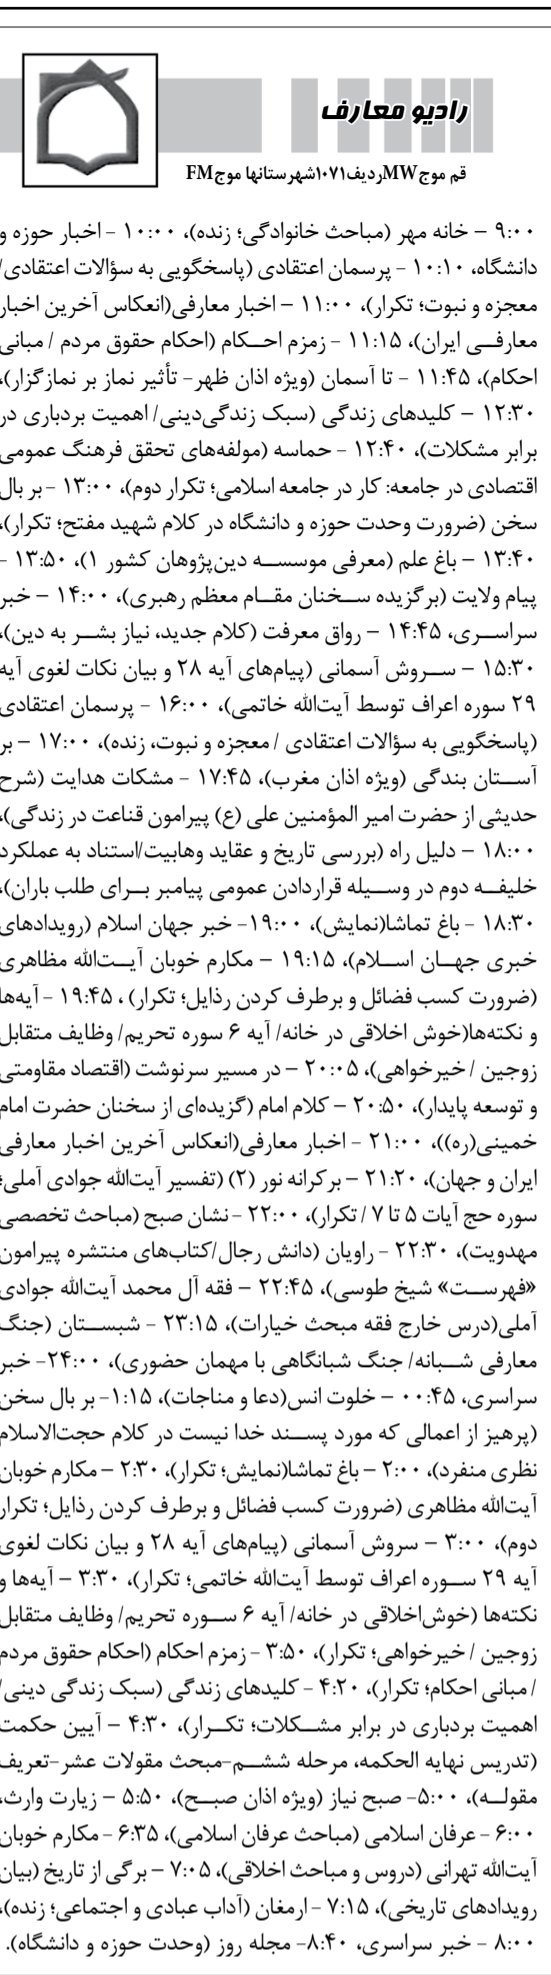 رادیو معارف
قم موجMWردیف۱۰۷۱شهرستانها موجFM
۹:۰۰ – خانه مهر (مباحث خانوادگی؛ زنده)، ۱۰:۰۰ - اخبار حوزه و
دانشگاه، ۱۰:۱۰ - پرسمان اعتقادی (پاسخگویی به سؤالات اعتقادی/
معجزه و نبوت؛ تکرار)، ۱۱:۰۰ – اخبار معارفی(انعکاس آخرین اخبار
معارفی ایران)، ۱۱:۱۵ - زمزم احکام (احکام حقوق مردم / مبانی
احکام)، ۱۱:۴۵ - تا آسمان (ویژه اذان ظهر- تأثیر نماز بر نمازگزار)،
۱۲:۳۰ – کلیدهای زندگی (سبک زندگی‌دینی/ اهمیت بردباری در
برابر مشکلات)، ۱۲:۴۰ - حماسه (مولفه‌های تحقق فرهنگ عمومی
اقتصادی در جامعه: کار در جامعه اسلامی؛ تکرار دوم)، ۱۳:۰۰ - بر بال
سخن (ضرورت وحدت حوزه و دانشگاه در کلام شهید مفتح؛ تکرار)،
۱۳:۴۰ – باغ علم (معرفی موسسه دین‌پژوهان کشور ۱)، ۱۳:۵۰ -
پیام ولایت (برگزیده سخنان مقام معظم رهبری)، ۱۴:۰۰ – خبر
سراسری، ۱۴:۴۵ – رواق معرفت (کلام جدید، نیاز بشر به دین)،
۱۵:۳۰ – سروش آسمانی (پیام‌های آیه ۲۸ و بیان نکات لغوی آیه
۲۹ سوره اعراف توسط آیت‌الله خاتمی)، ۱۶:۰۰ - پرسمان اعتقادی
(پاسخگویی به سؤالات اعتقادی / معجزه و نبوت، زنده)، ۱۷:۰۰ – بر
آستان بندگی (ویژه اذان مغرب)، ۱۷:۴۵ - مشکات هدایت (شرح
حدیثی از حضرت امیر المؤمنین علی (ع) پیرامون قناعت در زندگی)،
۱۸:۰۰ – دلیل راه (بررسی تاریخ و عقاید وهابیت/استناد به عملکرد
خلیفه دوم در وسیله قراردادن عمومی پیامبر برای طلب باران)،
۱۸:۳۰ - باغ تماشا(نمایش)، ۱۹:۰۰- خبر جهان اسلام (رویدادهای
خبری جهان اسلام)، ۱۹:۱۵ – مکارم خوبان آیت‌الله مظاهری
(ضرورت کسب فضائل و برطرف کردن رذایل؛ تکرار) ، ۱۹:۴۵ - آیه‌ها
و نکته‌ها(خوش اخلاقی در خانه/ آیه ۶ سوره تحریم/ وظایف متقابل
زوجین / خیرخواهی)، ۲۰:۰۵ – در مسیر سرنوشت (اقتصاد مقاومتی
و توسعه پایدار)، ۲۰:۵۰ – کلام امام (گزیده‌ای از سخنان حضرت امام
خمینی(ره))، ۲۱:۰۰ - اخبار معارفی(انعکاس آخرین اخبار معارفی
ایران و جهان)، ۲۱:۲۰ – برکرانه نور (۲) (تفسیر آیت‌الله جوادی آملی؛
سوره حج آیات ۵ تا ۷ / تکرار)، ۲۲:۰۰ - نشان صبح (مباحث تخصصی
مهدویت)، ۲۲:۳۰ - راویان (دانش رجال/کتاب‌های منتشره پیرامون
«فهرست» شیخ طوسی)، ۲۲:۴۵ – فقه آل محمد آیت‌الله جوادی
آملی(درس خارج فقه مبحث خیارات)، ۲۳:۱۵ - شبستان (جنگ
معارفی شبانه/ جنگ شبانگاهی با مهمان حضوری)، ۲۴:۰۰- خبر
سراسری، ۰۰:۴۵ – خلوت انس(دعا و مناجات)، ۱:۱۵- بر بال سخن
(پرهیز از اعمالی که مورد پسند خدا نیست در کلام حجت‌الاسلام
نظری منفرد)، ۲:۰۰ – باغ تماشا(نمایش؛ تکرار)، ۲:۳۰ – مکارم خوبان
آیت‌الله مظاهری (ضرورت کسب فضائل و برطرف کردن رذایل؛ تکرار
دوم)، ۳:۰۰ – سروش آسمانی (پیام‌های آیه ۲۸ و بیان نکات لغوی
آیه ۲۹ سوره اعراف توسط آیت‌الله خاتمی؛ تکرار)، ۳:۳۰ – آیه‌ها و
نکته‌ها (خوش‌اخلاقی در خانه/ آیه ۶ سوره تحریم/ وظایف متقابل
زوجین / خیرخواهی؛ تکرار)، ۳:۵۰ - زمزم احکام (احکام حقوق مردم
/ مبانی احکام؛ تکرار)، ۴:۲۰ - کلیدهای زندگی (سبک زندگی دینی/
اهمیت بردباری در برابر مشکلات؛ تکرار)، ۴:۳۰ – آیین حکمت
(تدریس نهایه الحکمه، مرحله ششم-مبحث مقولات عشر-تعریف
مقوله)، ۵:۰۰- صبح نیاز (ویژه اذان صبح)، ۵:۵۰ – زیارت وارث،
۶:۰۰ - عرفان اسلامی (مباحث عرفان اسلامی)، ۶:۳۵ - مکارم خوبان
آیت‌الله تهرانی (دروس و مباحث اخلاقی)، ۷:۰۵ – برگی از تاریخ (بیان
رویدادهای تاریخی)، ۷:۱۵ - ارمغان (آداب عبادی و اجتماعی؛ زنده)،
۸:۰۰ - خبر سراسری، ۸:۴۰- مجله روز (وحدت حوزه و دانشگاه).